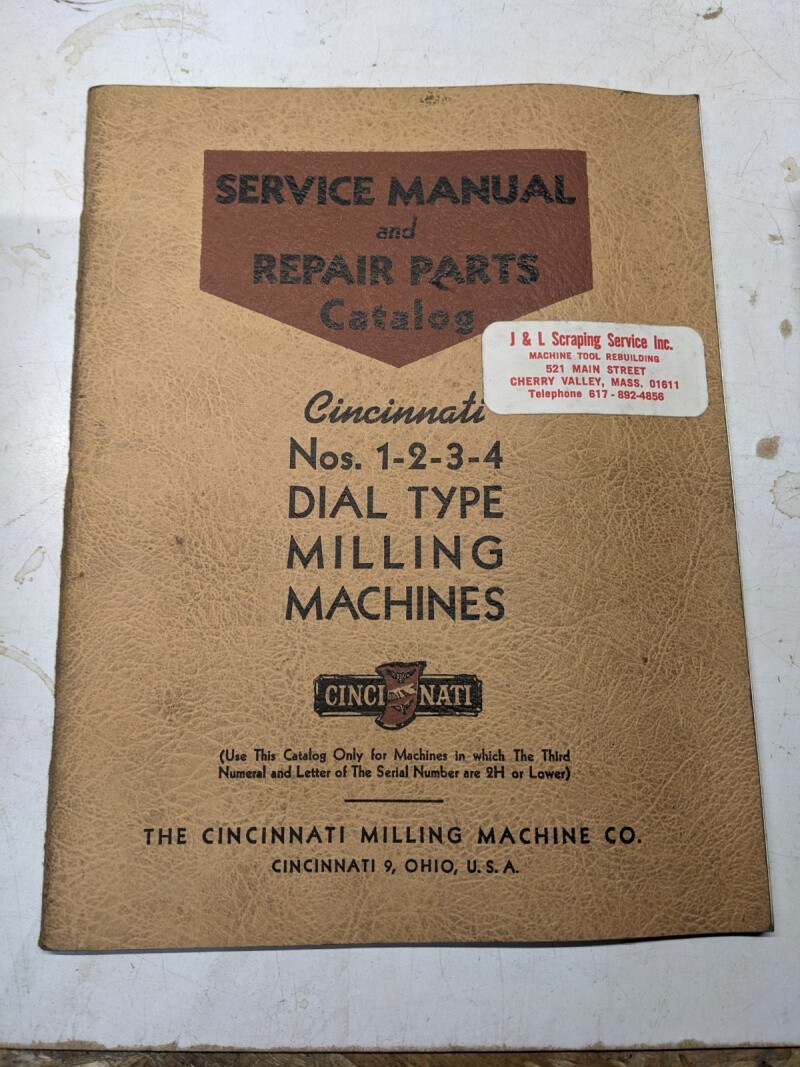 SERVICE MANUAL
and
REPAIR PARTS
Catalog
J & L Scraping Service Inc.
MACHINE TOOL REBUILDING
521 MAIN STREET
CHERRY VALLEY, MASS. 01611
Telephone 617-892-4856
Cincinnati
Nos. 1-2-3-4
DIAL TYPE
MILLING
MACHINES
CINCINNATI
(Use This Catalog Only for Machines in which The Third
Numeral and Letter of The Serial Number are 2H or Lower)
THE CINCINNATI MILLING MACHINE CO.
CINCINNATI 9, OHIO, U.S.A.